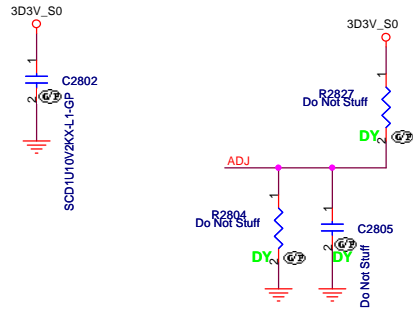 3D3V_S0
1
C2802
2
G/P
SCD1U10V2KX-L1-GP
3D3V_S0
1
R2827
Do Not Stuff
DY
2
G/P
ADJ
1
R2804
Do Not Stuff
DY
2
G/P
1
C2805
2
G/P
DY
Do Not Stuff